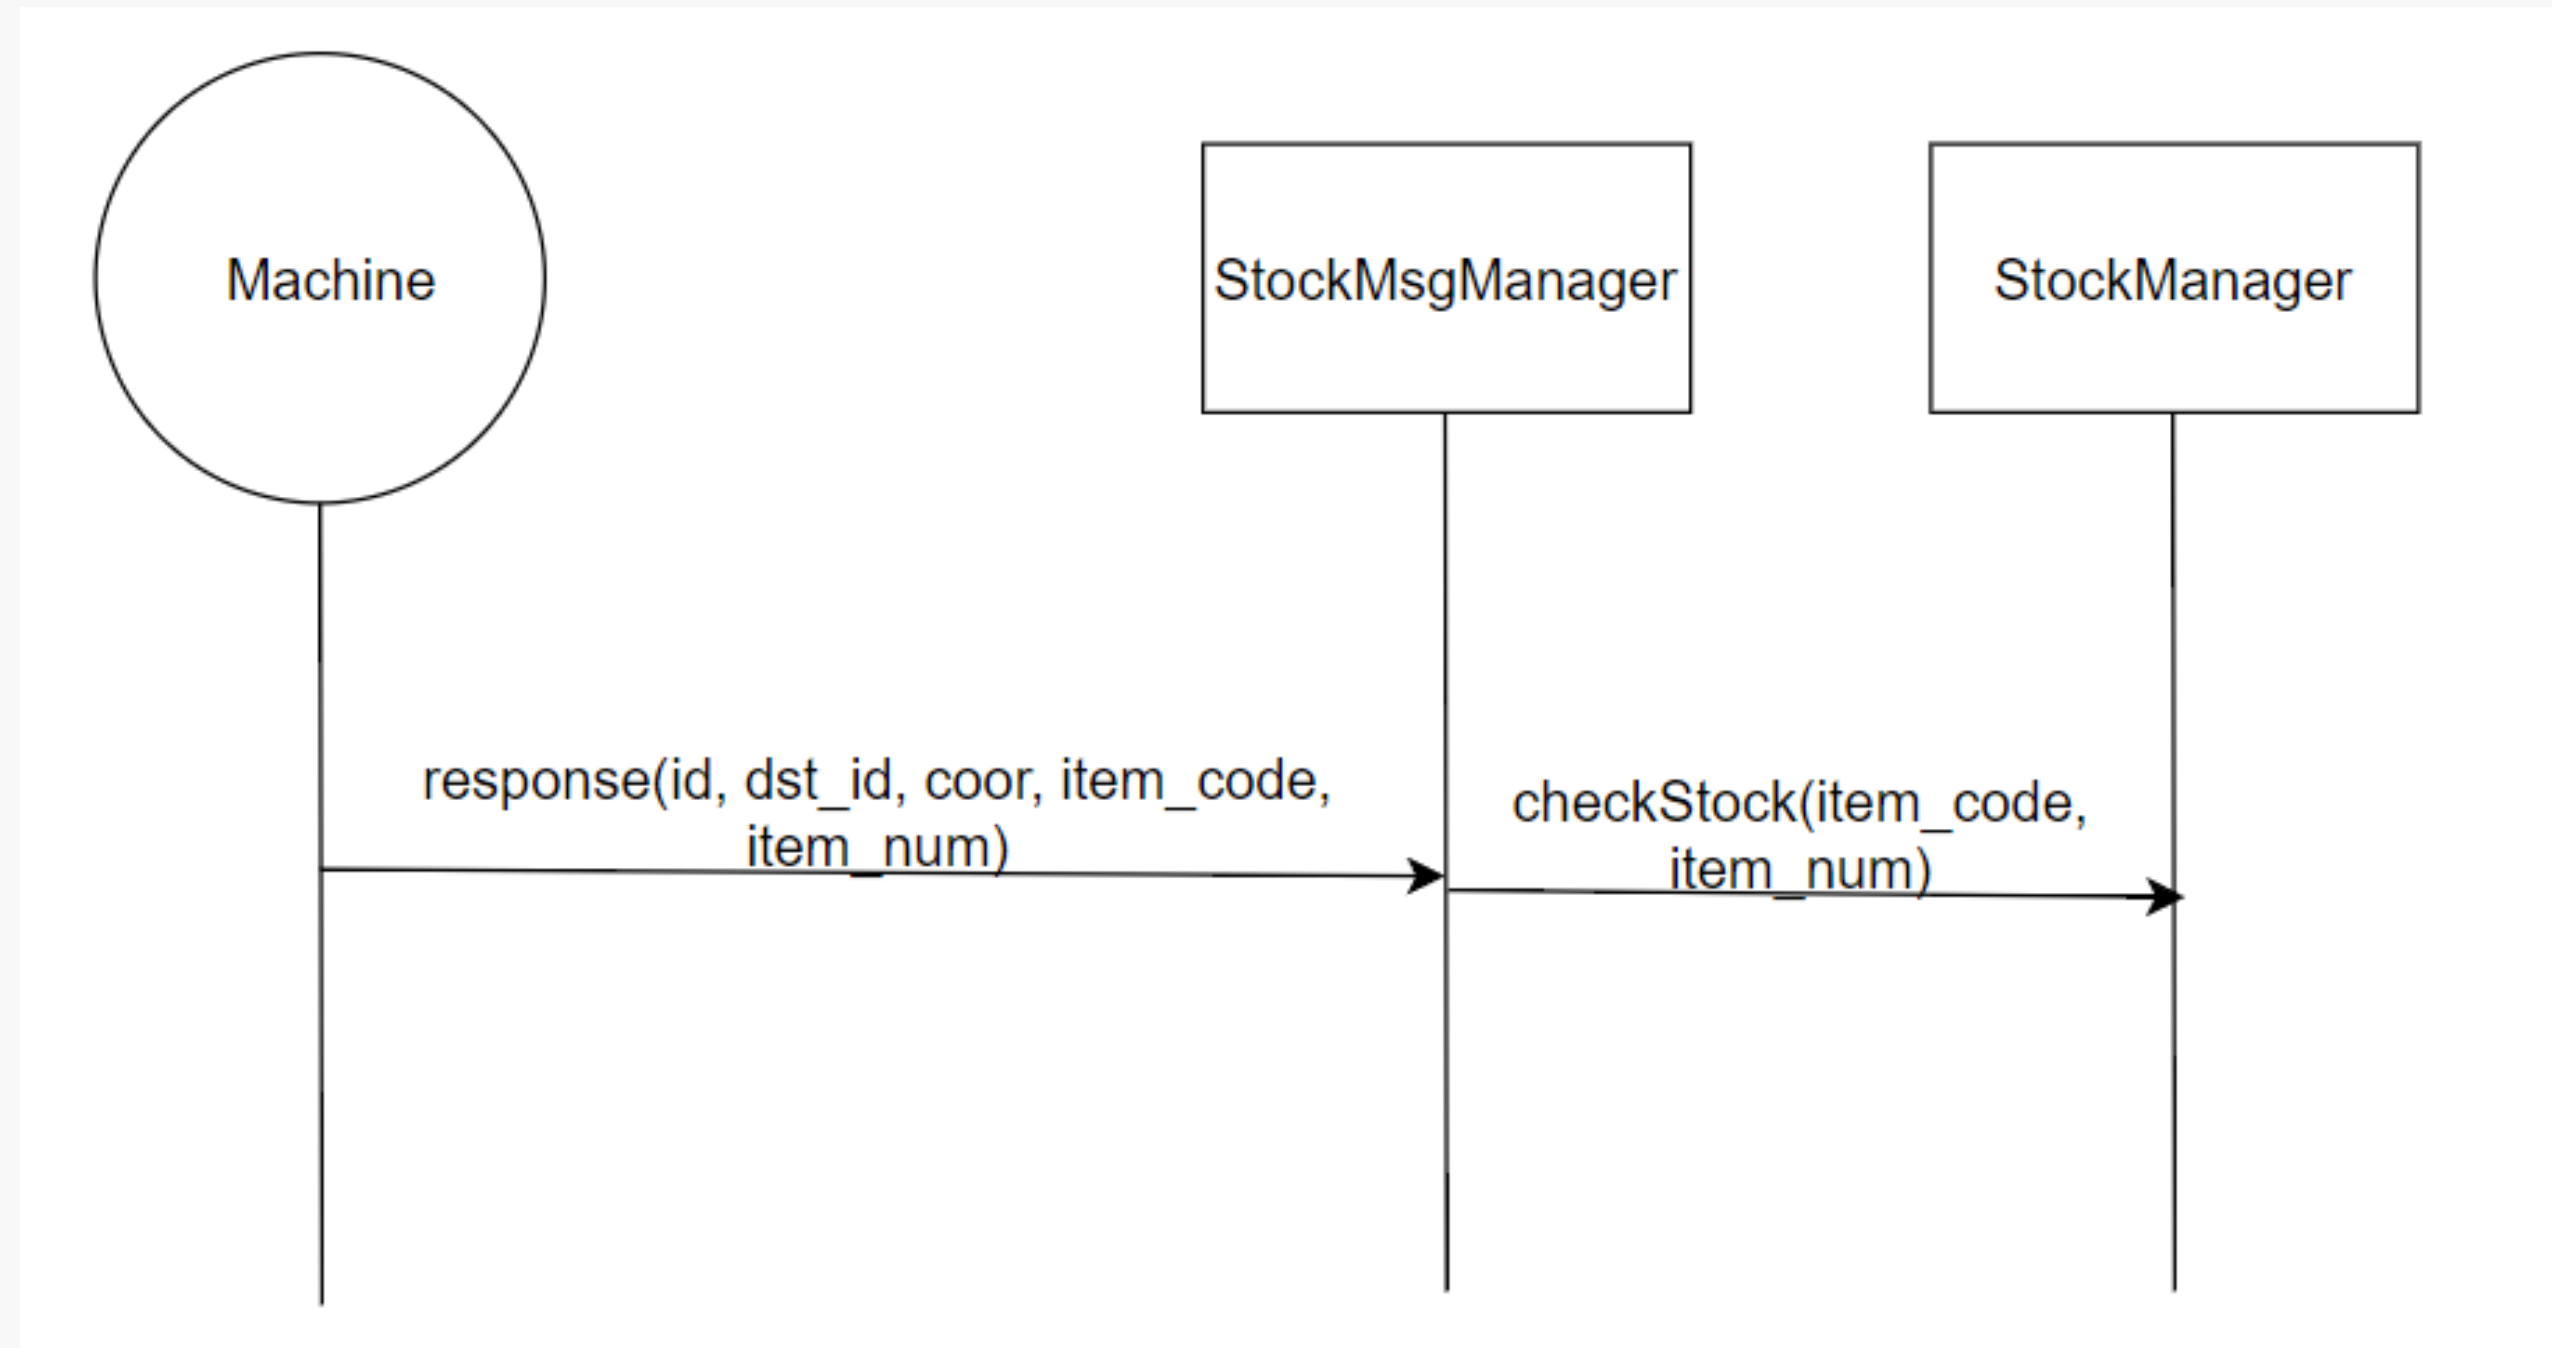 Machine
StockMsgManager
StockManager
response(id, dst_id, coor, item_code,
item_num)
checkStock(item_code,
item_num)